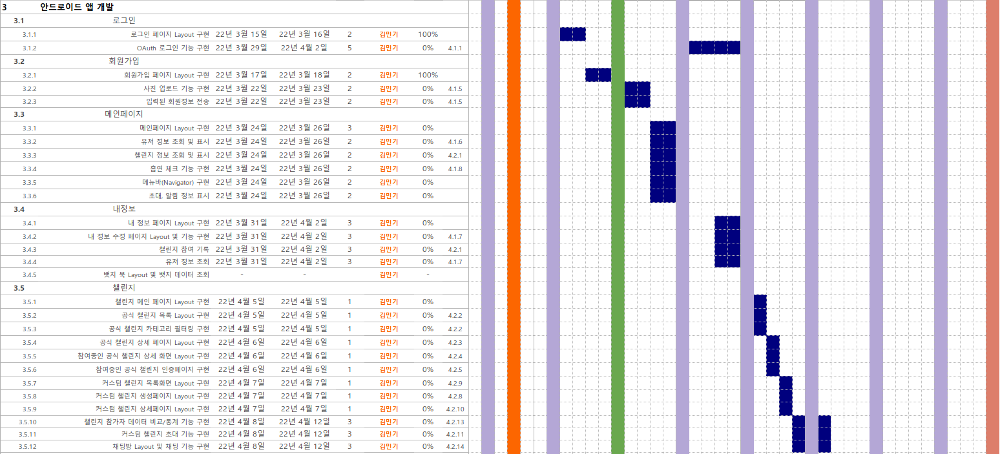 3 안드로이드 앱 개발
3.1 로그인
3.1.1 로그인 페이지 Layout 구현 22년 3월 15일 22년 3월 16일 2 김민기 100%
3.1.2 OAuth 로그인 기능 구현 22년 3월 29일 22년 4월 2일 5 김민기 0% 4.1.1
3.2 회원가입
3.2.1 회원가입 페이지 Layout 구현 22년 3월 17일 22년 3월 18일 2 김민기 100%
3.2.2 사진 업로드 기능 구현 22년 3월 22일 22년 3월 23일 2 김민기 0% 4.1.5
3.2.3 입력된 회원정보 전송 22년 3월 22일 22년 3월 23일 2 김민기 0% 4.1.5
3.3 메인페이지
3.3.1 메인페이지 Layout 구현 22년 3월 24일 22년 3월 26일 3 김민기 0%
3.3.2 유저 정보 조회 및 표시 22년 3월 24일 22년 3월 26일 2 김민기 0% 4.1.6
3.3.3 챌린지 정보 조회 및 표시 22년 3월 24일 22년 3월 26일 2 김민기 0% 4.2.1
3.3.4 흡연 체크 기능 구현 22년 3월 24일 22년 3월 26일 2 김민기 0% 4.1.8
3.3.5 메뉴바(Navigator) 구현 22년 3월 24일 22년 3월 26일 2 김민기 0%
3.3.6 초대, 알림 정보 표시 22년 3월 24일 22년 3월 26일 2 김민기 0%
3.4 내정보
3.4.1 내 정보 페이지 Layout 구현 22년 3월 31일 22년 4월 2일 3 김민기 0%
3.4.2 내 정보 수정 페이지 Layout 및 기능 구현 22년 3월 31일 22년 4월 2일 3 김민기 0% 4.1.7
3.4.3 챌린지 참여 기록 22년 3월 31일 22년 4월 2일 3 김민기 0% 4.2.1
3.4.4 유저 정보 조회 22년 3월 31일 22년 4월 2일 3 김민기 0% 4.1.7
3.4.5 뱃지 북 Layout 및 뱃지 데이터 조회 - - 김민기 -
3.5 챌린지
3.5.1 챌린지 메인 페이지 Layout 구현 22년 4월 5일 22년 4월 5일 1 김민기 0%
3.5.2 공식 챌린지 목록 Layout 구현 22년 4월 5일 22년 4월 5일 1 김민기 0% 4.2.2
3.5.3 공식 챌린지 카테고리 필터링 구현 22년 4월 5일 22년 4월 5일 1 김민기 0% 4.2.2
3.5.4 공식 챌린지 상세 페이지 Layout 구현 22년 4월 6일 22년 4월 6일 1 김민기 0% 4.2.3
3.5.5 참여중인 공식 챌린지 상세 화면 Layout 구현 22년 4월 6일 22년 4월 6일 1 김민기 0% 4.2.4
3.5.6 참여중인 공식 챌린지 인증페이지 구현 22년 4월 6일 22년 4월 6일 1 김민기 0% 4.2.5
3.5.7 커스텀 챌린지 목록화면 Layout 구현 22년 4월 7일 22년 4월 7일 1 김민기 0% 4.2.9
3.5.8 커스텀 챌린지 생성페이지 Layout 구현 22년 4월 7일 22년 4월 7일 1 김민기 0% 4.2.8
3.5.9 커스텀 챌린지 상세페이지 Layout 구현 22년 4월 7일 22년 4월 7일 1 김민기 0% 4.2.10
3.5.10 챌린지 참가자 데이터 비교/통계 기능 구현 22년 4월 8일 22년 4월 12일 3 김민기 0% 4.2.13
3.5.11 커스텀 챌린지 초대 기능 구현 22년 4월 8일 22년 4월 12일 3 김민기 0% 4.2.11
3.5.12 채팅방 Layout 및 채팅 기능 구현 22년 4월 8일 22년 4월 12일 3 김민기 0% 4.2.14